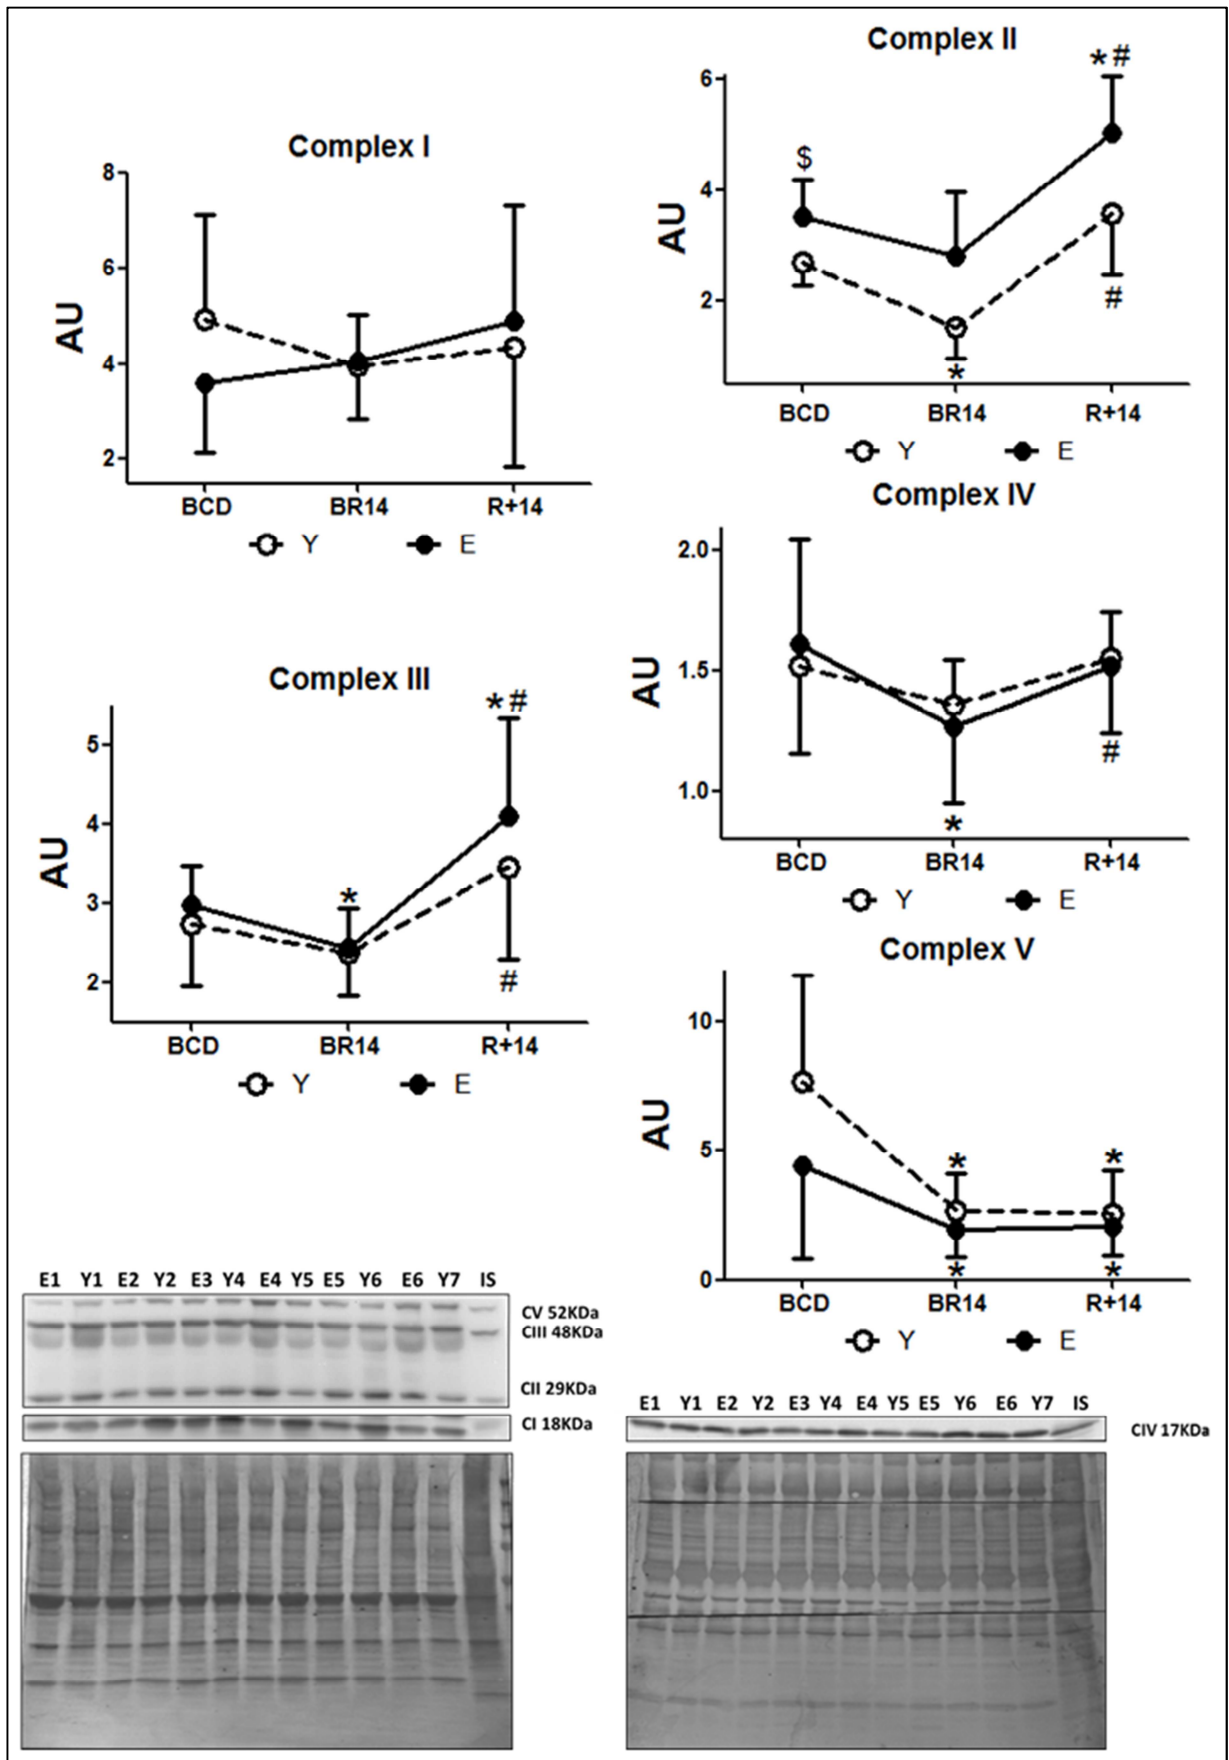 Complex I
AU
8
6
4
2
BCD BR14 R+14
Y E
Complex II
AU
6
4
2
$
*
*#
#
BCD BR14 R+14
Y E
Complex III
AU
5
4
3
2
*
*#
#
BCD BR14 R+14
Y E
Complex IV
AU
2.0
1.5
1.0
*
#
BCD BR14 R+14
Y E
Complex V
AU
10
5
0
* *
* *
BCD BR14 R+14
Y E
E1 Y1 E2 Y2 E3 Y4 E4 Y5 E5 Y6 E6 Y7 IS
CV 52KDa
CIII 48KDa
CII 29KDa
CI 18KDa
E1 Y1 E2 Y2 E3 Y4 E4 Y5 E5 Y6 E6 Y7 IS
CIV 17KDa